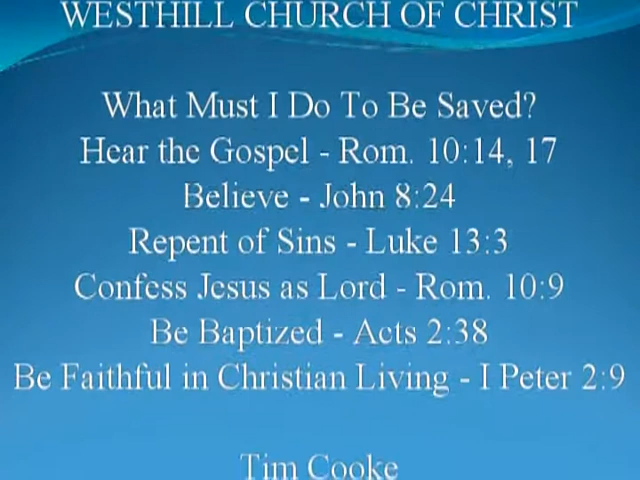 WESTHILL CHURCH OF CHRIST
What Must I Do To Be Saved?
Hear the Gospel - Rom. 10:14, 17
Believe - John 8:24
Repent of Sins - Luke 13:3
Confess Jesus as Lord - Rom. 10:9
Be Baptized - Acts 2:38
Be Faithful in Christian Living - I Peter 2:9
Tim Cooke